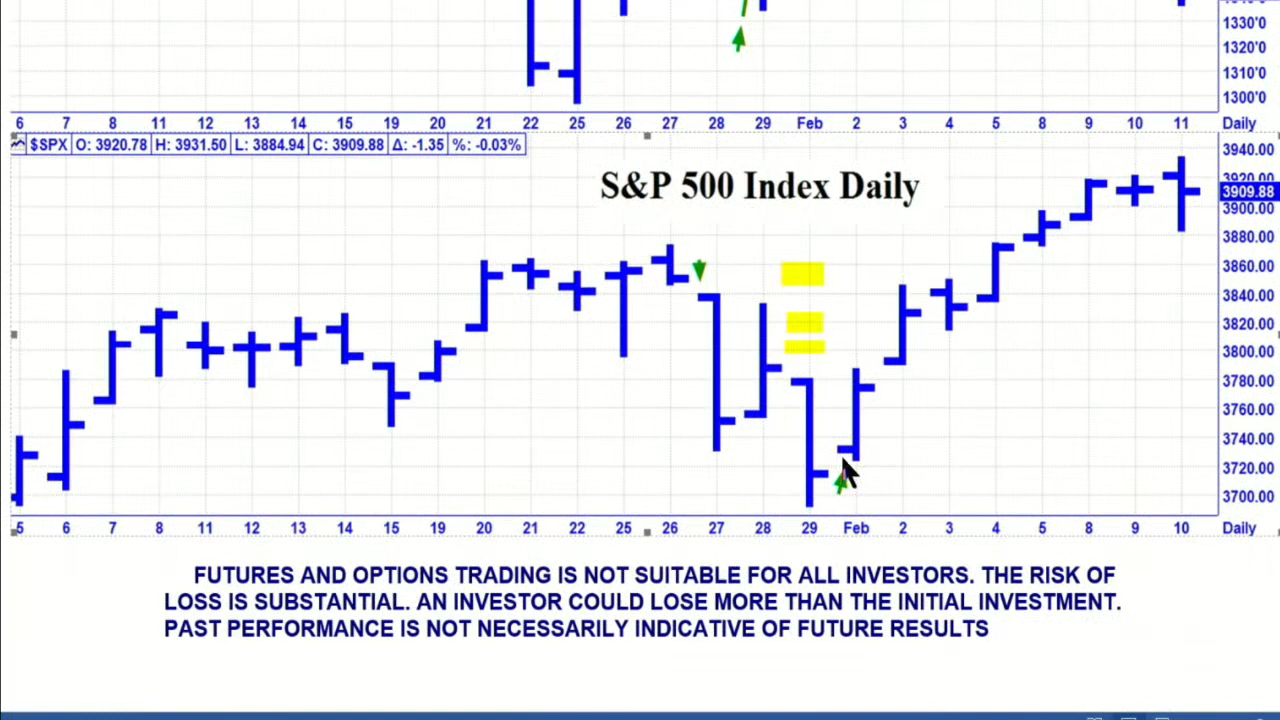 1330'0
1320'0
1310'0
1300'0
6 7 8 11 12 13 14 15 19 20 21 22 25 26 27 28 29 Feb 2 3 4 5 8 9 10 11 Daily
$SPX O: 3920.78 H: 3931.50 L: 3884.94 C: 3909.88 Δ: -1.35 %: -0.03%
S&P 500 Index Daily
3940.00
3920.00
3909.88
3900.00
3880.00
3860.00
3840.00
3820.00
3800.00
3780.00
3760.00
3740.00
3720.00
3700.00
5 6 7 8 11 12 13 14 15 19 20 21 22 25 26 27 28 29 Feb 2 3 4 5 8 9 10 Daily
FUTURES AND OPTIONS TRADING IS NOT SUITABLE FOR ALL INVESTORS. THE RISK OF
LOSS IS SUBSTANTIAL. AN INVESTOR COULD LOSE MORE THAN THE INITIAL INVESTMENT.
PAST PERFORMANCE IS NOT NECESSARILY INDICATIVE OF FUTURE RESULTS